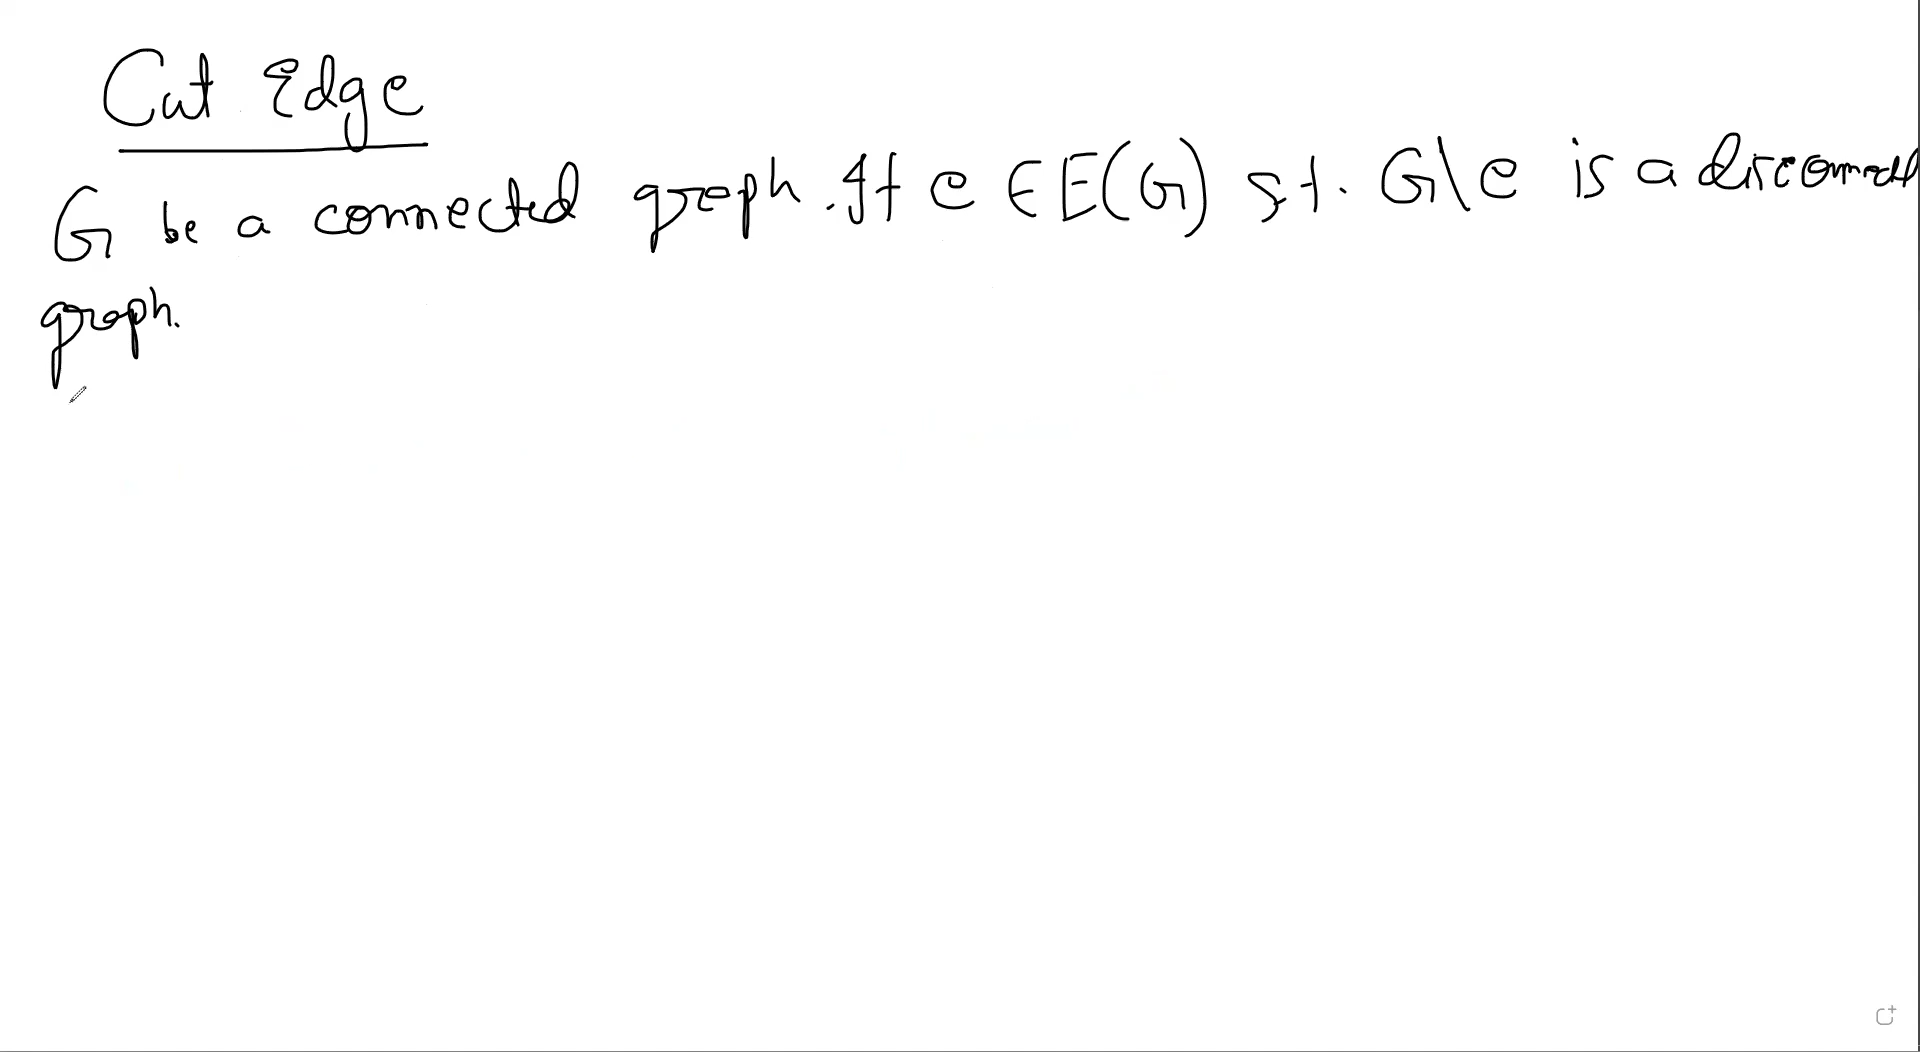 Cut Edge
G be a connected graph. If e ∈ E(G) s.t. G\e is a disconnected
graph.